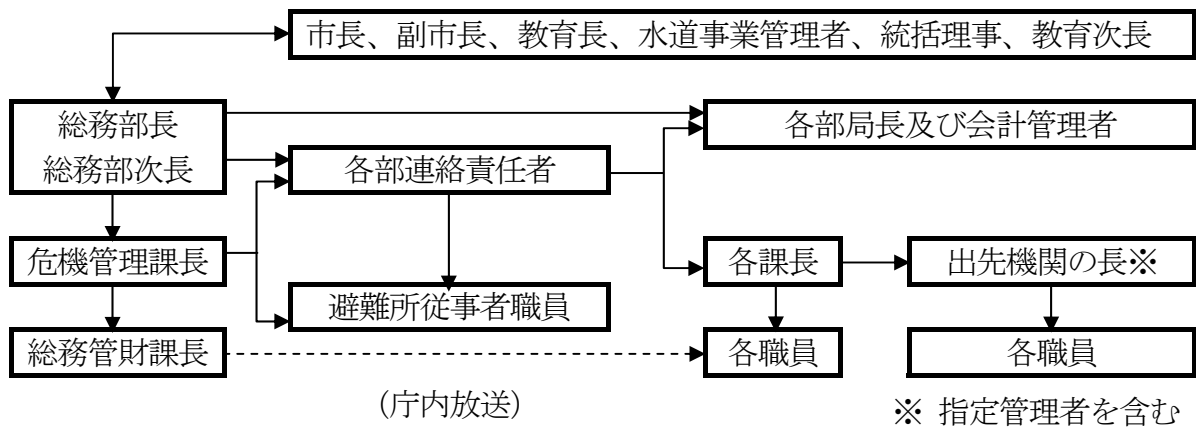 市長、副市長、教育長、水道事業管理者、統括理事、教育次長
総務部長
総務部次長
各部局長及び会計管理者
各部連絡責任者
危機管理課長
各課長
出先機関の長※
避難所従事者職員
総務管財課長
各職員
各職員
（庁内放送）
※ 指定管理者を含む